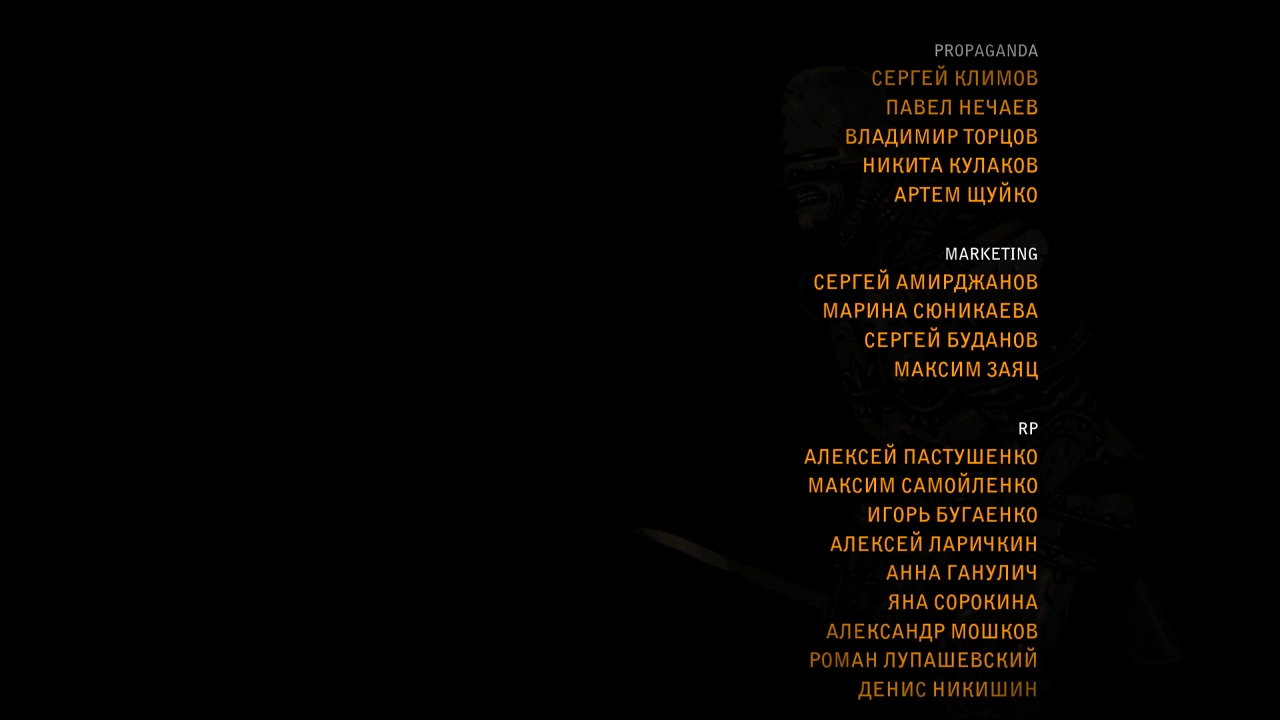 PROPAGANDA
СЕРГЕЙ КЛИМОВ
ПАВЕЛ НЕЧАЕВ
ВЛАДИМИР ТОРЦОВ
НИКИТА КУЛАКОВ
АРТЕМ ЩУЙКО
MARKETING
СЕРГЕЙ АМИРДЖАНОВ
МАРИНА СЮНИКАЕВА
СЕРГЕЙ БУДАНОВ
МАКСИМ ЗАЯЦ
RP
АЛЕКСЕЙ ПАСТУШЕНКО
МАКСИМ САМОЙЛЕНКО
ИГОРЬ БУГАЕНКО
АЛЕКСЕЙ ЛАРИЧКИН
АННА ГАНУЛИЧ
ЯНА СОРОКИНА
АЛЕКСАНДР МОШКОВ
РОМАН ЛУПАШЕВСКИЙ
ДЕНИС НИКИШИН